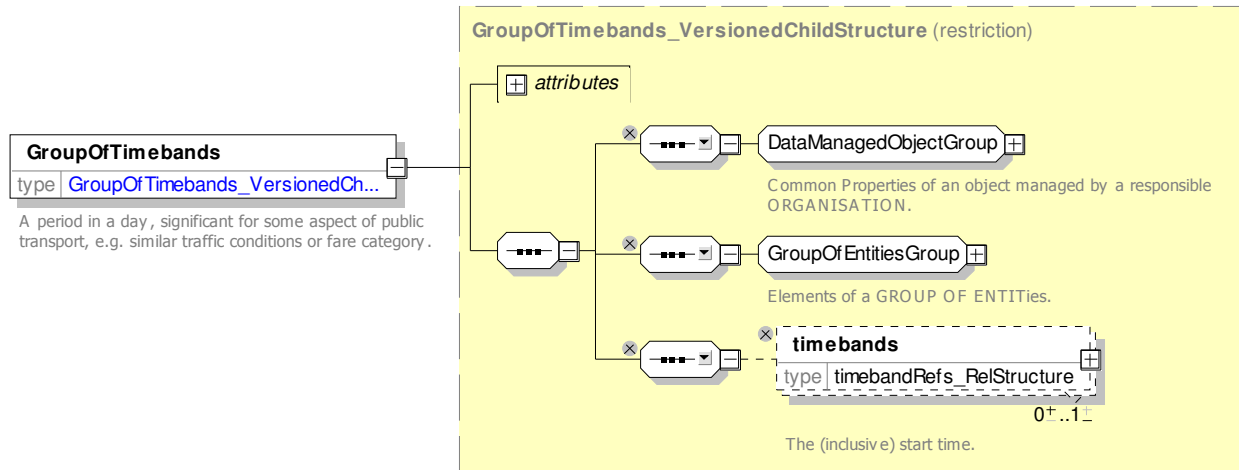 GroupOfTimebands_VersionedChildStructure (restriction)
attributes
GroupOfTimebands
type GroupOfTimebands_VersionedCh...
A period in a day, significant for some aspect of public
transport, e.g. similar traffic conditions or fare category.
DataManagedObjectGroup
Common Properties of an object managed by a responsible
ORGANISATION.
GroupOfEntitiesGroup
Elements of a GROUP OF ENTITies.
timebands
type timebandRefs_RelStructure
0±..1±
The (inclusive) start time.